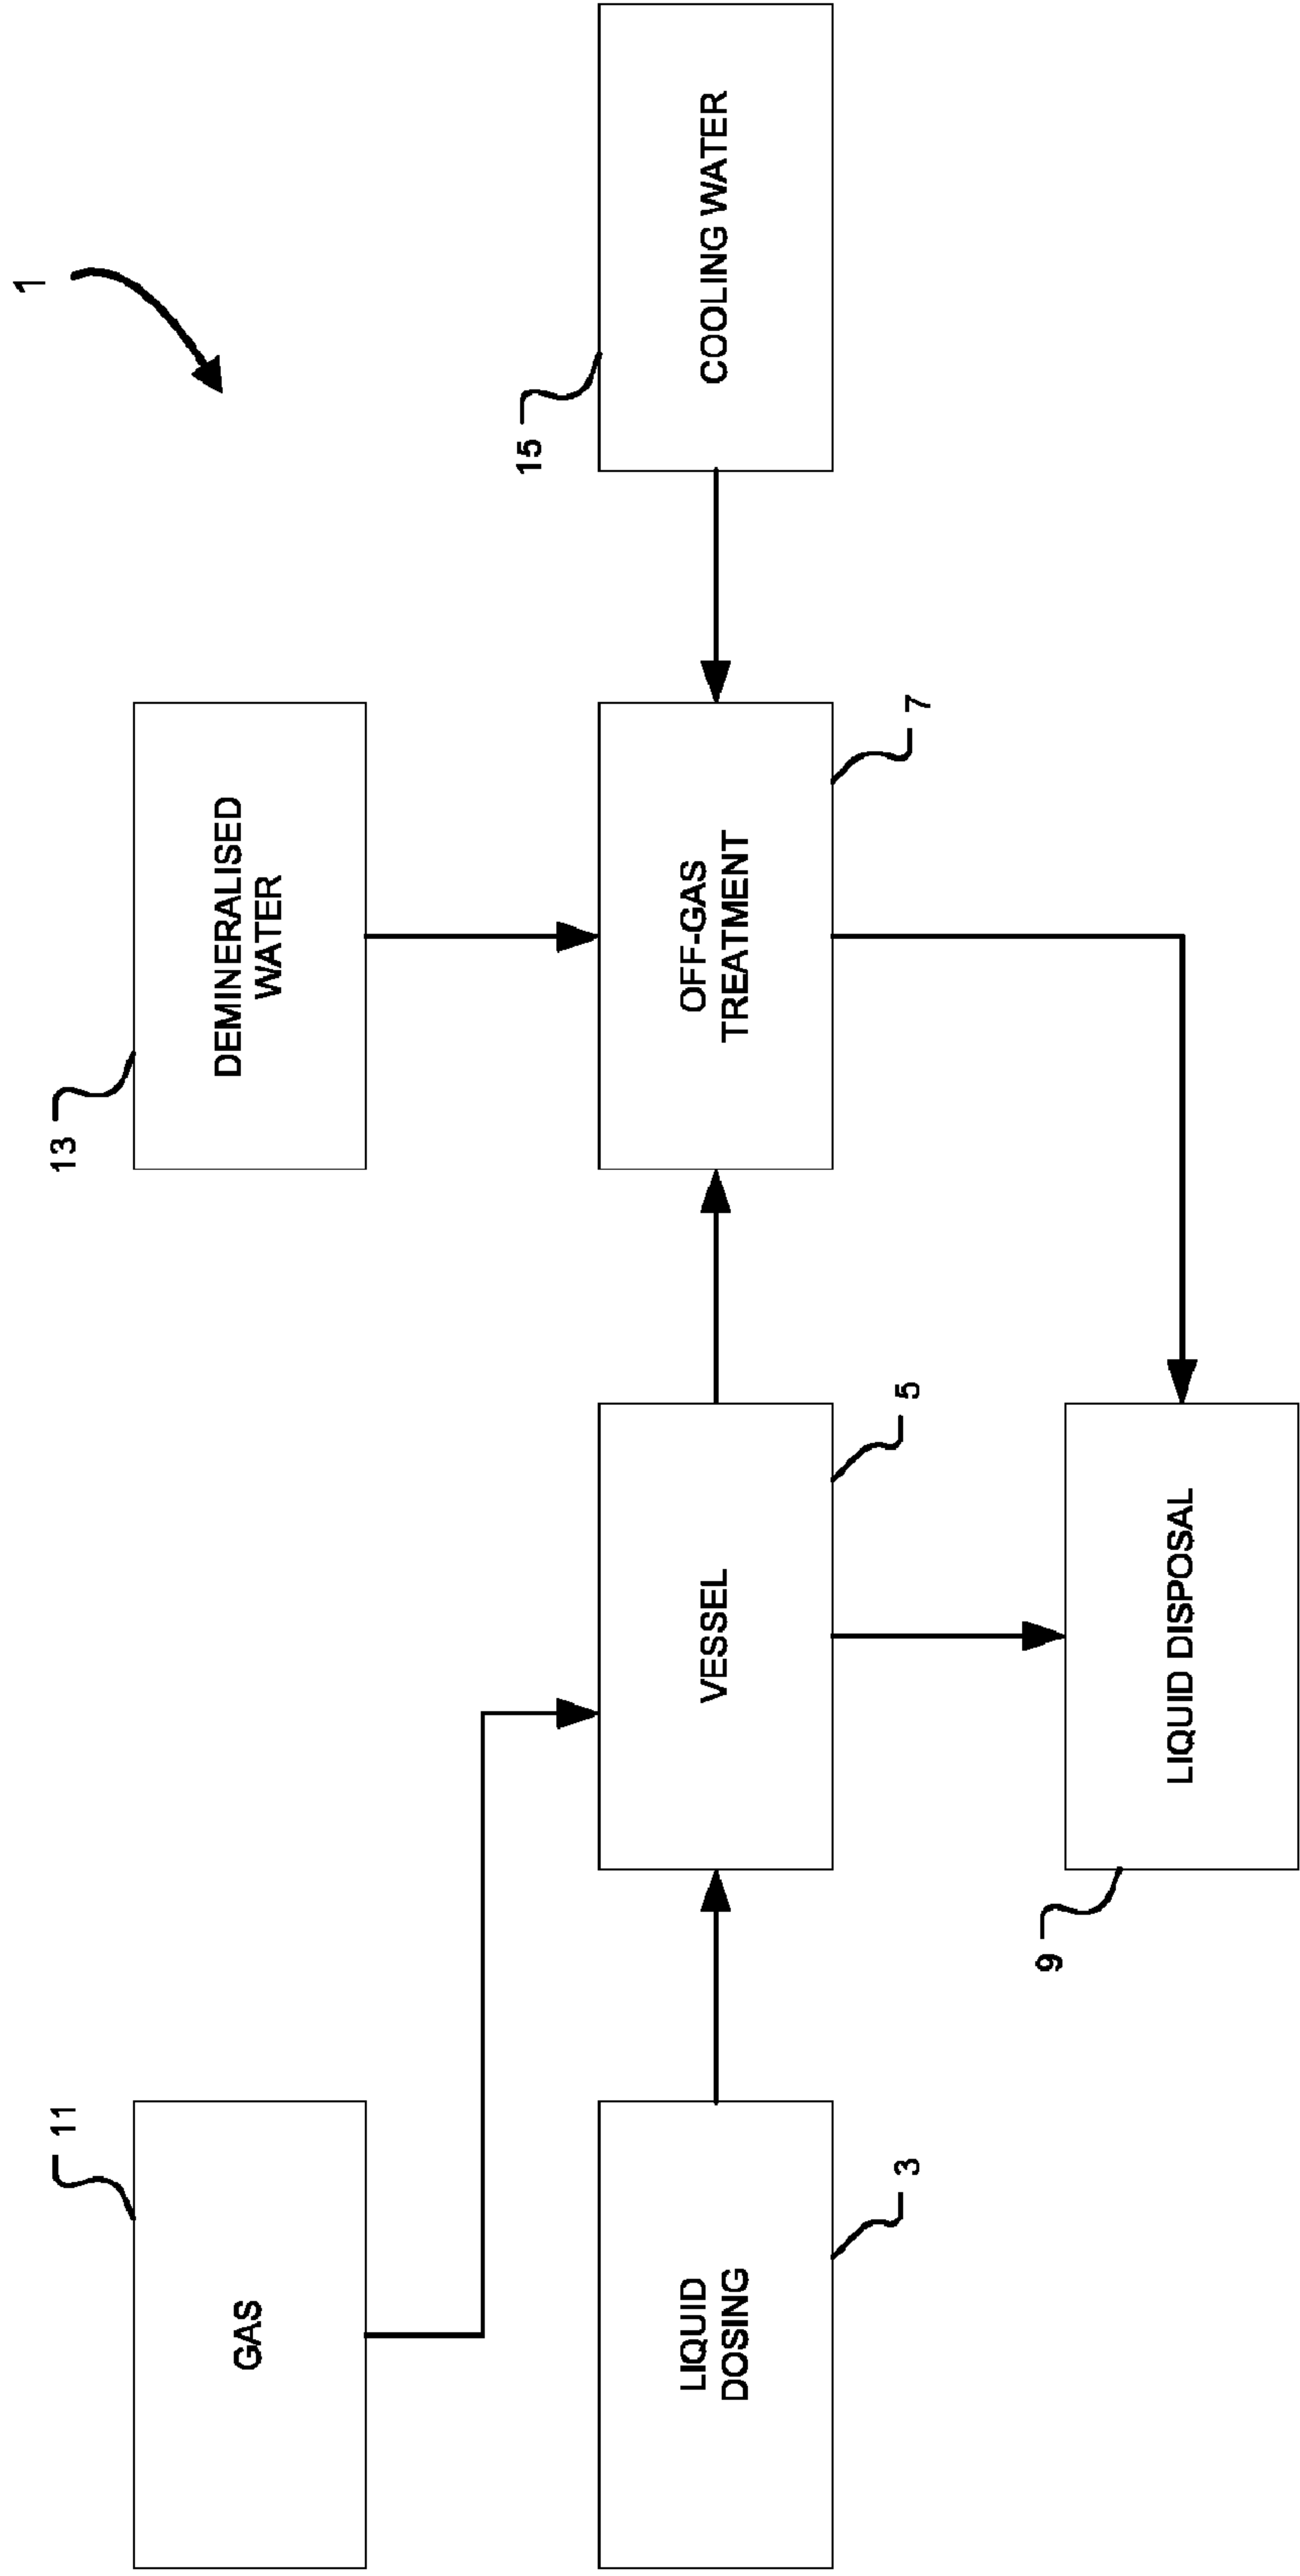 1
11
GAS
13
DEMINERALISED
WATER
LIQUID
DOSING
3
VESSEL
5
OFF-GAS
TREATMENT
7
15
COOLING WATER
9
LIQUID DISPOSAL